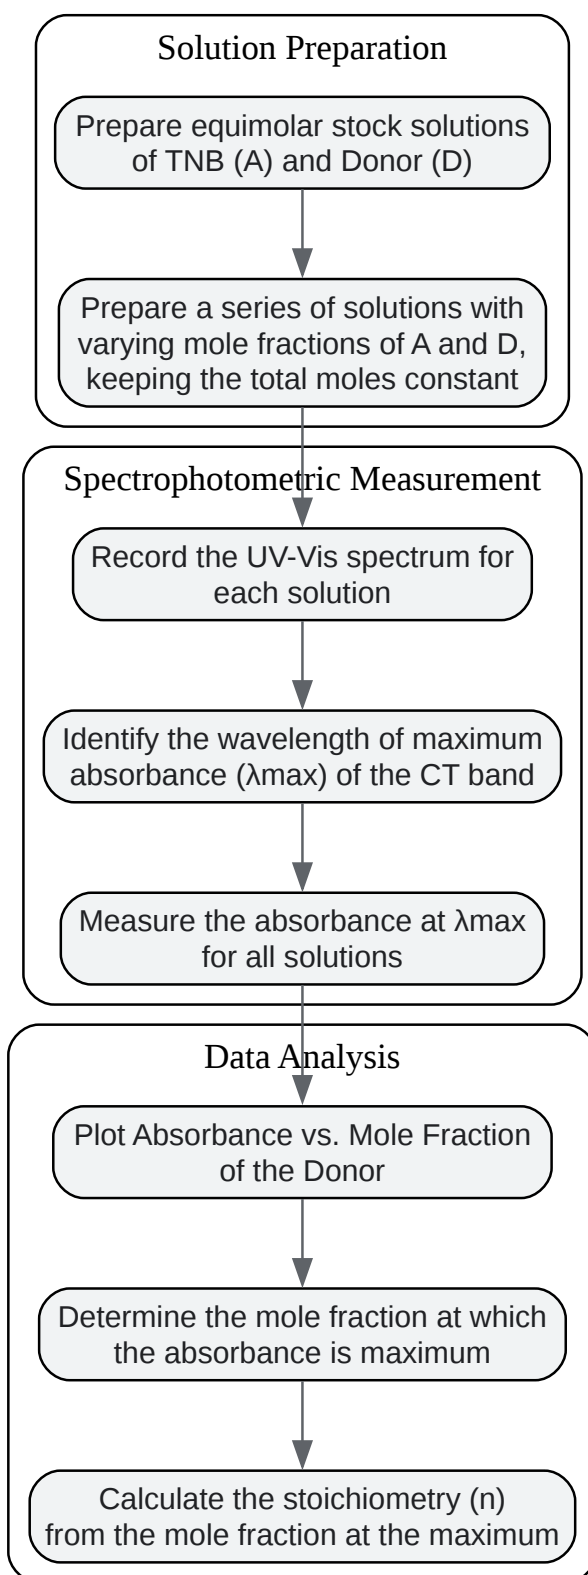 Solution Preparation
Prepare equimolar stock solutions
of TNB (A) and Donor (D)
Prepare a series of solutions with
varying mole fractions of A and D,
keeping the total moles constant
Spectrophotometric Measurement
Record the UV-Vis spectrum for
each solution
Identify the wavelength of maximum
absorbance (λmax) of the CT band
Measure the absorbance at λmax
for all solutions
Data Analysis
Plot Absorbance vs. Mole Fraction
of the Donor
Determine the mole fraction at which
the absorbance is maximum
Calculate the stoichiometry (n)
from the mole fraction at the maximum